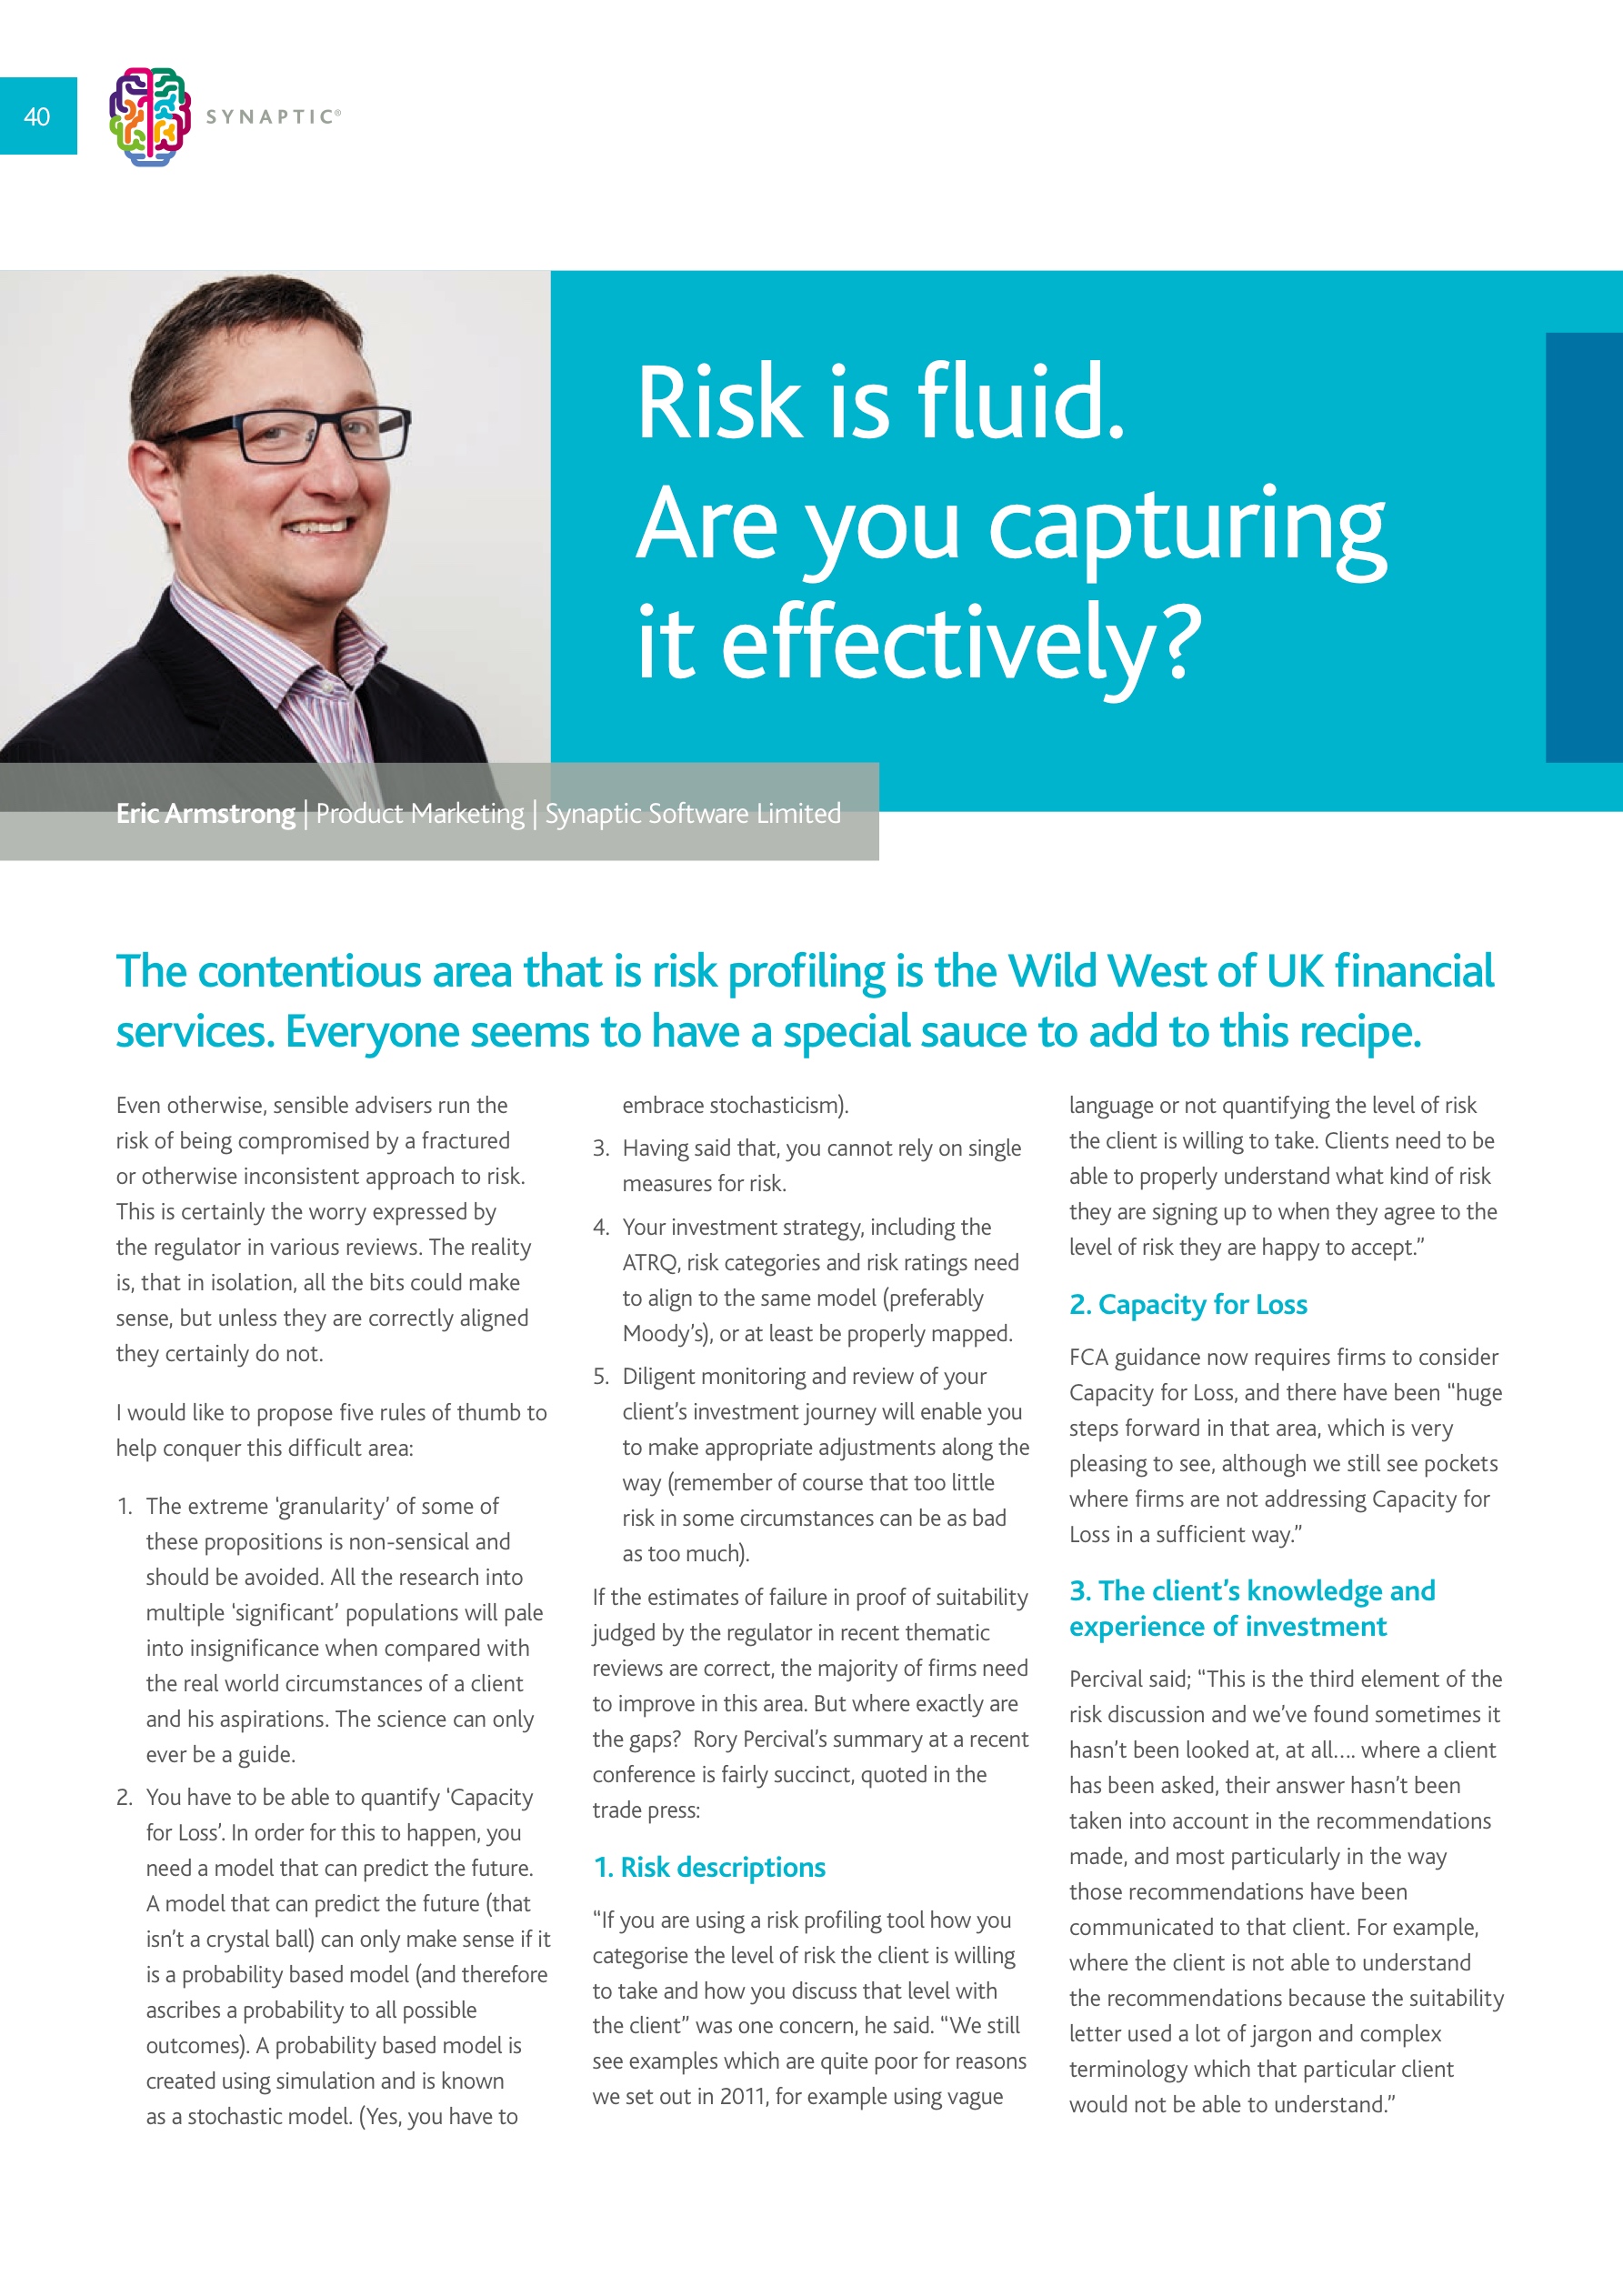 40
SYNAPTIC®
Risk is fluid.
Are you capturing
it effectively?
Eric Armstrong | Product Marketing | Synaptic Software Limited
The contentious area that is risk profiling is the Wild West of UK financial
services. Everyone seems to have a special sauce to add to this recipe.
Even otherwise, sensible advisers run the
risk of being compromised by a fractured
or otherwise inconsistent approach to risk.
This is certainly the worry expressed by
the regulator in various reviews. The reality
is, that in isolation, all the bits could make
sense, but unless they are correctly aligned
they certainly do not.
I would like to propose five rules of thumb to
help conquer this difficult area:
1. The extreme ‘granularity’ of some of
these propositions is non-sensical and
should be avoided. All the research into
multiple ‘significant’ populations will pale
into insignificance when compared with
the real world circumstances of a client
and his aspirations. The science can only
ever be a guide.
2. You have to be able to quantify ‘Capacity
for Loss’. In order for this to happen, you
need a model that can predict the future.
A model that can predict the future (that
isn’t a crystal ball) can only make sense if it
is a probability based model (and therefore
ascribes a probability to all possible
outcomes). A probability based model is
created using simulation and is known
as a stochastic model. (Yes, you have to
embrace stochasticism).
3. Having said that, you cannot rely on single
measures for risk.
4. Your investment strategy, including the
ATRQ, risk categories and risk ratings need
to align to the same model (preferably
Moody’s), or at least be properly mapped.
5. Diligent monitoring and review of your
client’s investment journey will enable you
to make appropriate adjustments along the
way (remember of course that too little
risk in some circumstances can be as bad
as too much).
If the estimates of failure in proof of suitability
judged by the regulator in recent thematic
reviews are correct, the majority of firms need
to improve in this area. But where exactly are
the gaps?  Rory Percival’s summary at a recent
conference is fairly succinct, quoted in the
trade press:
1. Risk descriptions
“If you are using a risk profiling tool how you
categorise the level of risk the client is willing
to take and how you discuss that level with
the client” was one concern, he said. “We still
see examples which are quite poor for reasons
we set out in 2011, for example using vague
language or not quantifying the level of risk
the client is willing to take. Clients need to be
able to properly understand what kind of risk
they are signing up to when they agree to the
level of risk they are happy to accept.”
2. Capacity for Loss
FCA guidance now requires firms to consider
Capacity for Loss, and there have been “huge
steps forward in that area, which is very
pleasing to see, although we still see pockets
where firms are not addressing Capacity for
Loss in a sufficient way.”
3. The client’s knowledge and
experience of investment
Percival said; “This is the third element of the
risk discussion and we’ve found sometimes it
hasn’t been looked at, at all.... where a client
has been asked, their answer hasn’t been
taken into account in the recommendations
made, and most particularly in the way
those recommendations have been
communicated to that client. For example,
where the client is not able to understand
the recommendations because the suitability
letter used a lot of jargon and complex
terminology which that particular client
would not be able to understand.”